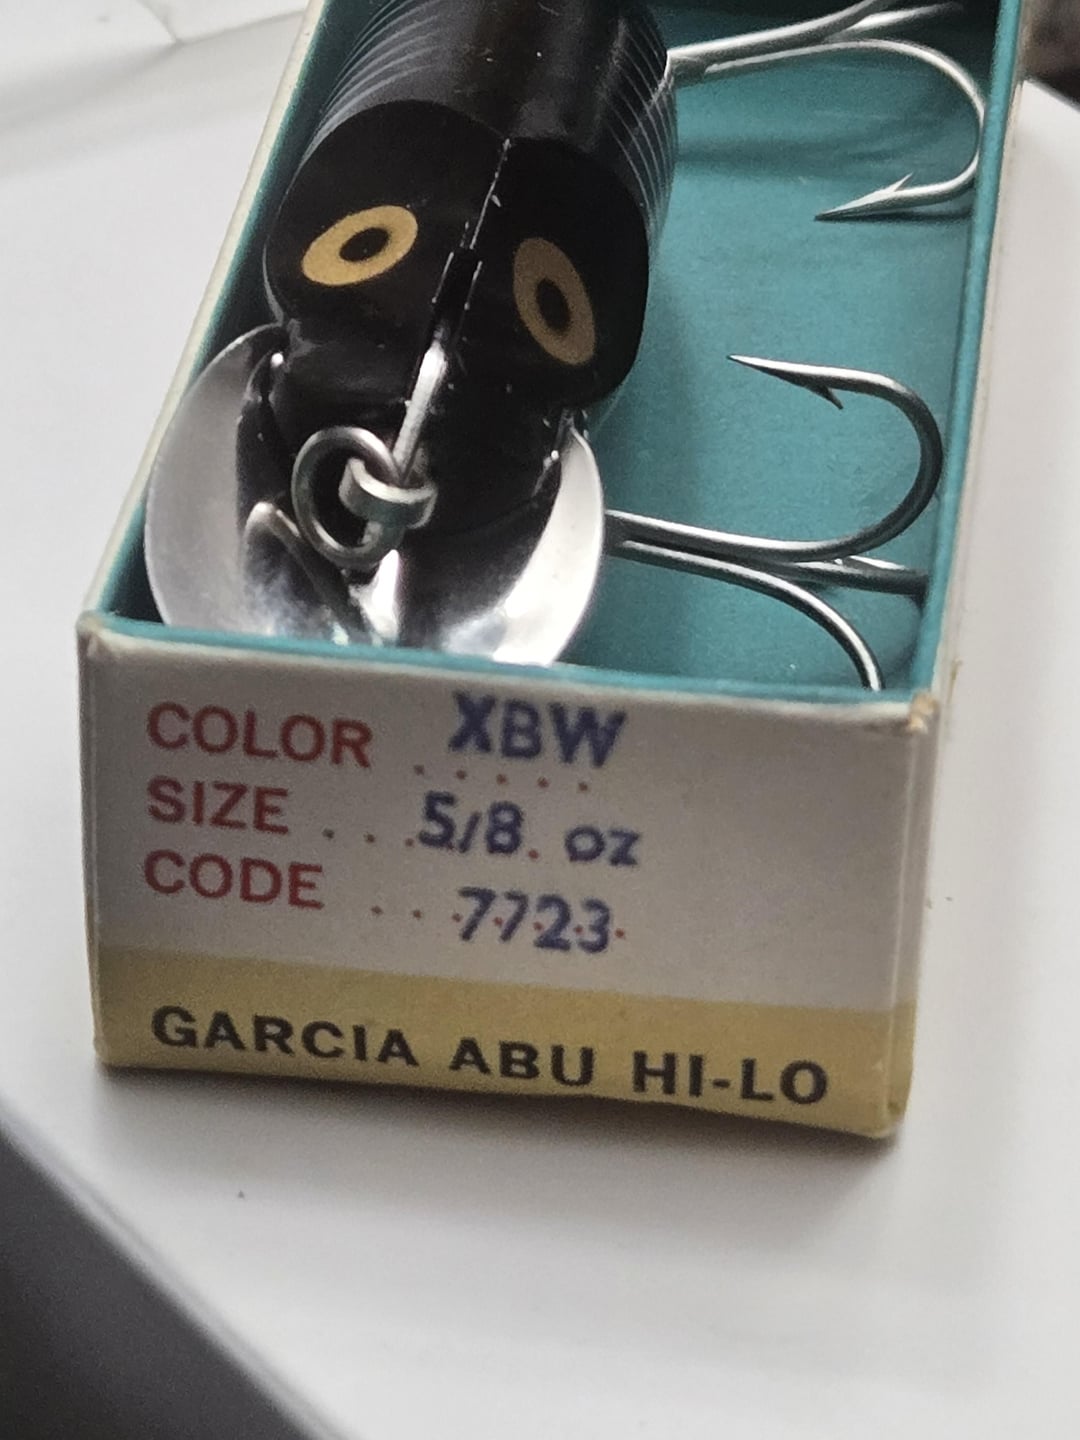 COLOR ..... XBW
SIZE ... 5/8. oz
CODE ... 7723.
GARCIA ABU HI-LO